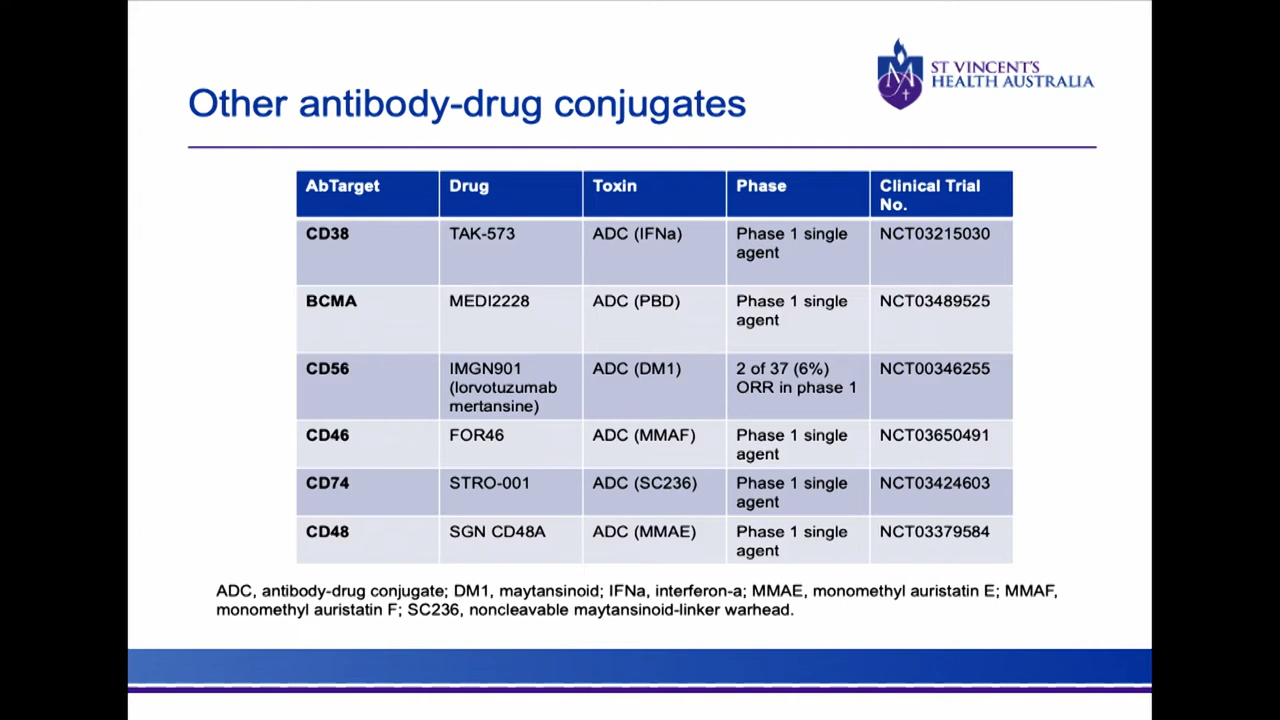 ST VINCENT'S
HEALTH AUSTRALIA
Other antibody-drug conjugates
AbTarget Drug Toxin Phase Clinical Trial No.
CD38 TAK-573 ADC (IFNa) Phase 1 single agent NCT03215030
BCMA MEDI2228 ADC (PBD) Phase 1 single agent NCT03489525
CD56 IMGN901 (lorvotuzumab mertansine) ADC (DM1) 2 of 37 (6%) ORR in phase 1 NCT00346255
CD46 FOR46 ADC (MMAF) Phase 1 single agent NCT03650491
CD74 STRO-001 ADC (SC236) Phase 1 single agent NCT03424603
CD48 SGN CD48A ADC (MMAE) Phase 1 single agent NCT03379584
ADC, antibody-drug conjugate; DM1, maytansinoid; IFNa, interferon-a; MMAE, monomethyl auristatin E; MMAF,
monomethyl auristatin F; SC236, noncleavable maytansinoid-linker warhead.